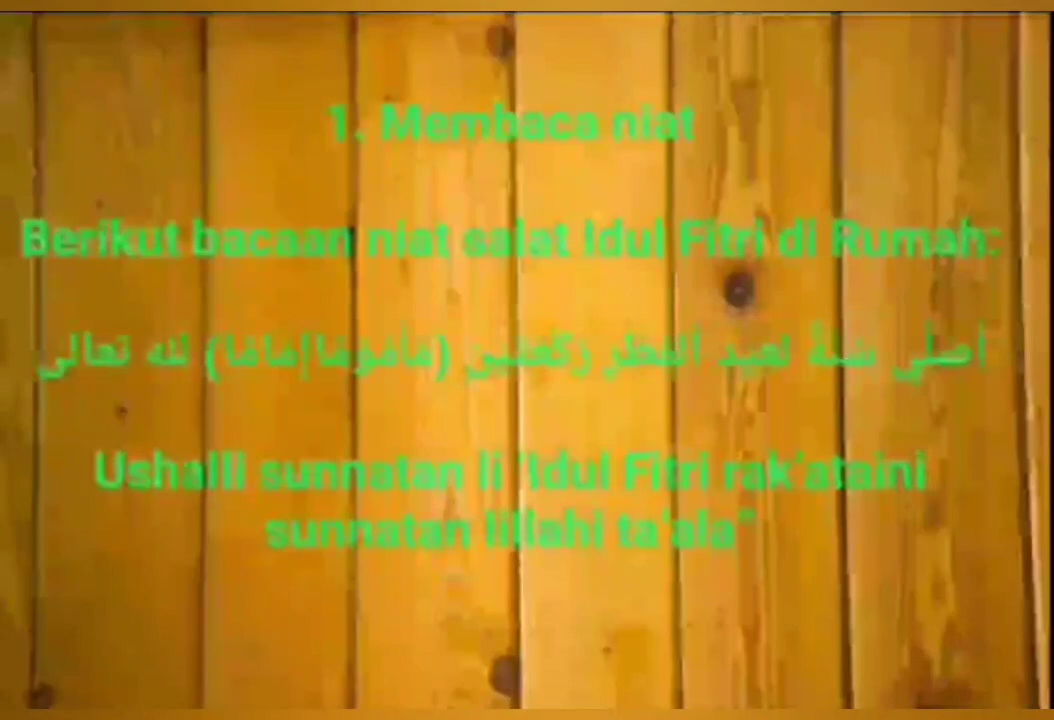 1. Membaca niat
Berikut bacaan niat salat Idul Fitri di Rumah:
أصلي سنة لعيد الفطر ركعتين (مأموما|إماما) لله تعالى
Ushalli sunnatan li 'Idul Fitri rak'ataini
sunnatan lillahi ta'ala"